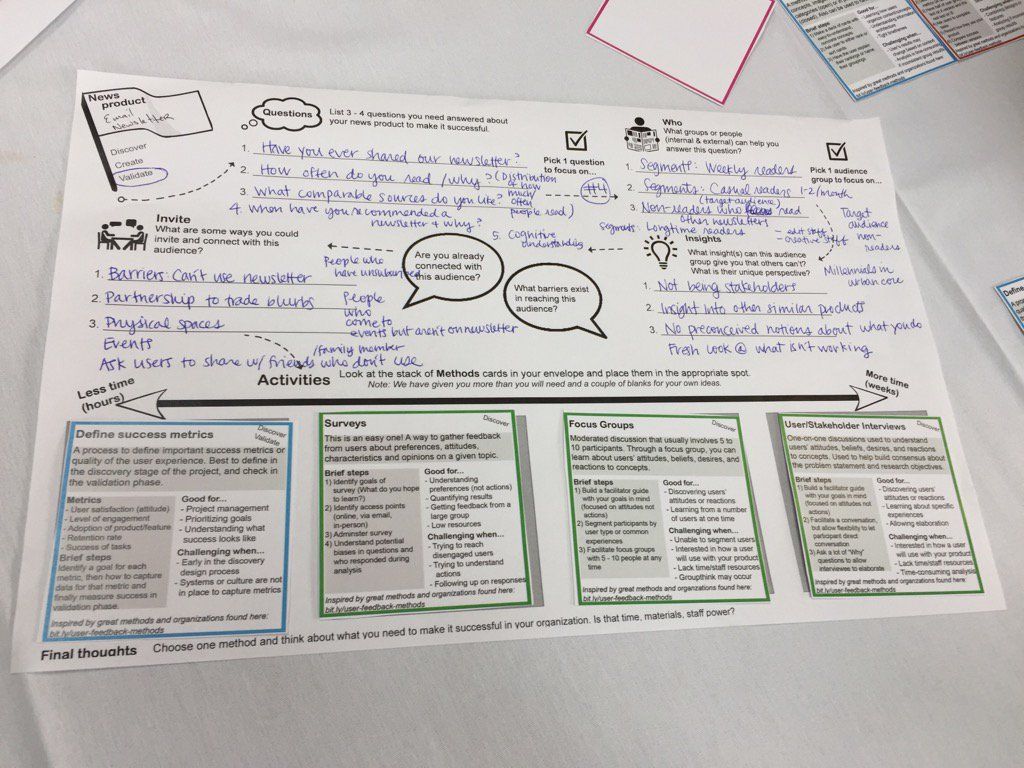 News
product
Email
Newsletter
Discover
Create
Validate
Questions
List 3 - 4 questions you need answered about
your news product to make it successful.
1. Have you ever shared our newsletter?
2. How often do you read / why? (Distribution
& how
much/
often
people read)
3. What comparable sources do you like?
4. When have you recommended a
newsletter & why?
5. Cognitive
understanding
Pick 1 question
to focus on...
#4
Who
What groups or people
(internal & external) can help you
answer this question?
1. Segment: Weekly readers
2. Segments: Casual readers 1-2/month
(target audience)
3. Non-readers who read
other newsletters
Segments: Longtime readers
- edit staff
- creative staff
Pick 1 audience
group to focus on...
Target
audience
non-
readers
Millennials in
urban core
Invite
What are some ways you could
invite and connect with this
audience?
1. Barriers: Can't use newsletter
People who
have unsubscribed
2. Partnership to trade blurbs
3. Physical spaces
People
who
come to
events but aren't on newsletter
Events
Ask users to share w/ friends who don't use
/family member
Are you already
connected with
this audience?
What barriers exist
in reaching this
audience?
Insights
What insight(s) can this audience
group give you that others can't?
What is their unique perspective?
1. Not being stakeholders
2. Insight into other similar products
3. No preconceived notions about what you do
Fresh look @ what isn't working
Less time
(hours)
Activities
Look at the stack of Methods cards in your envelope and place them in the appropriate spot.
Note: We have given you more than you will need and a couple of blanks for your own ideas.
More time
(weeks)
Define success metrics
Discover
Validate
A process to define important success metrics or
quality of the user experience. Best to define in
the discovery stage of the project, and check in
the validation phase.
Metrics
- User satisfaction (attitude)
- Level of engagement
- Adoption of product/feature
- Retention rate
- Success of tasks
Brief steps
Identify a goal for each
metric, then how to capture
data for that metric and
finally measure success in
validation phase.
Good for...
- Project management
- Prioritizing goals
- Understanding what
success looks like
Challenging when...
- Early in the discovery
design process
- Systems or culture are not
in place to capture metrics
Inspired by great methods and organizations found here:
bit.ly/user-feedback-methods
Surveys
Discover
This is an easy one! A way to gather feedback
from users about preferences, attitudes,
characteristics and opinions on a given topic.
Brief steps
1) Identify goals of
survey (What do you hope
to learn?)
2) Identify access points
(online, via email,
in-person)
3) Adminster survey
4) Understand potential
biases in questions and
who responded during
analysis
Good for...
- Understanding
preferences (not actions)
- Quantifying results
- Getting feedback from a
large group
- Low resources
Challenging when...
- Trying to reach
disengaged users
- Trying to understand
actions
- Following up on responses
Inspired by great methods and organizations found here:
bit.ly/user-feedback-methods
Focus Groups
Discover
Moderated discussion that usually involves 5 to
10 participants. Through a focus group, you can
learn about users' attitudes, beliefs, desires, and
reactions to concepts.
Brief steps
1) Build a facilitator guide
with your goals in mind
(focused on attitudes not
actions)
2) Segment participants by
user type or common
experiences
3) Facilitate focus groups
with 5 - 10 people at any
time
Good for...
- Discovering users'
attitudes or reactions
- Learning from a number
of users at one time
Challenging when...
- Unable to segment users
- Interested in how a user
will use with your product
- Lack time/staff resources
- Groupthink may occur
Inspired by great methods and organizations found here:
bit.ly/user-feedback-methods
User/Stakeholder Interviews
Discover
One-on-one discussions used to understand
users' attitudes, beliefs, desires, and reactions
to concepts. Used to help build consensus about
the problem statement and research objectives.
Brief steps
1) Build a facilitator guide
with your goals in mind
(focused on attitudes not
actions)
2) Facilitate a conversation,
but allow flexibility to let
participant direct
conversation
3) Ask a lot of "Why"
questions to allow
interviewee to elaborate
Good for...
- Discovering users'
attitudes or reactions
- Learning about specific
experiences
- Allowing elaboration
Challenging when...
- Interested in how a user
will use with your product
- Lack time/staff resources
- Time-consuming analysis
Inspired by great methods and organizations found here:
bit.ly/user-feedback-methods
Final thoughts
Choose one method and think about what you need to make it successful in your organization. Is that time, materials, staff power?